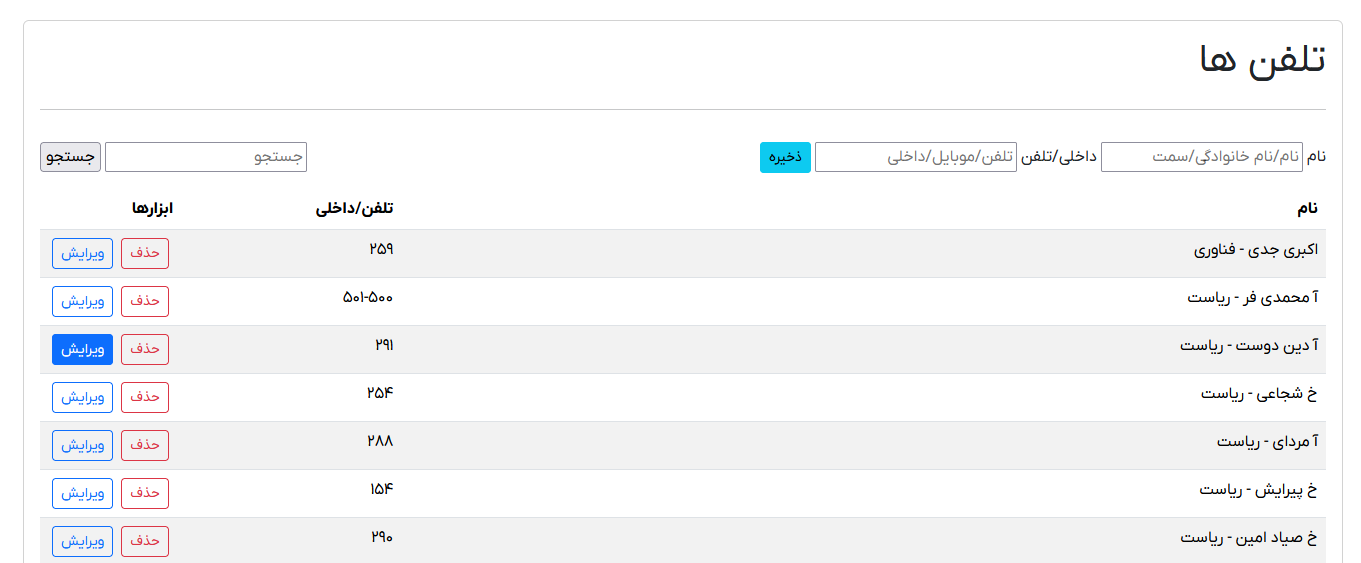 تلفن ها
نام نام/نام خانوادگی/سمت داخلی/تلفن تلفن/موبایل/داخلی ذخیره جستجو جستجو
نام تلفن/داخلی ابزارها
اکبری جدی - فناوری ۲۵۹ حذف ویرایش
آ محمدی فر - ریاست ۵۰۱-۵۰۰ حذف ویرایش
آ دین دوست - ریاست ۲۹۱ حذف ویرایش
خ شجاعی - ریاست ۲۵۴ حذف ویرایش
آ مردای - ریاست ۲۸۸ حذف ویرایش
خ پیرایش - ریاست ۱۵۴ حذف ویرایش
خ صیاد امین - ریاست ۲۹۰ حذف ویرایش